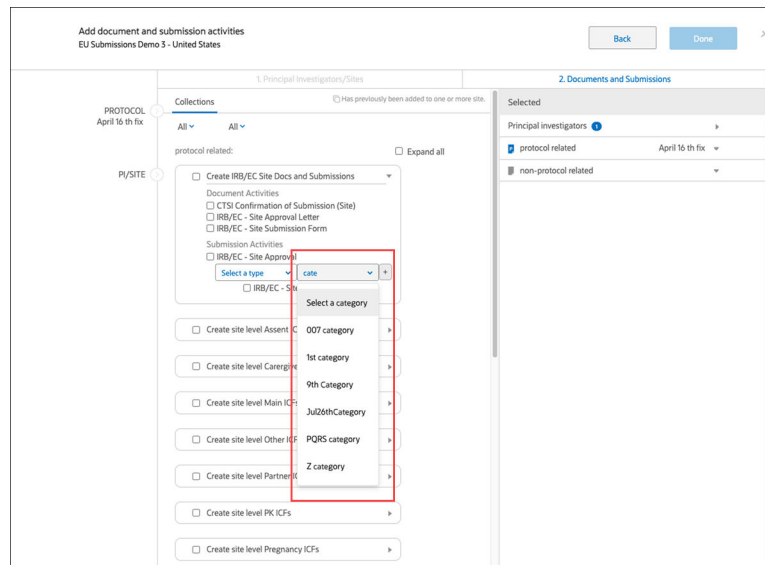 Add document and submission activities
EU Submissions Demo 3 - United States
Back
Done
1. Principal Investigators/Sites
2. Documents and Submissions
PROTOCOL
April 16 th fix
PI/SITE
Collections
Has previously been added to one or more site.
All
All
protocol related:
Expand all
Create IRB/EC Site Docs and Submissions
Document Activities
CTSI Confirmation of Submission (Site)
IRB/EC - Site Approval Letter
IRB/EC - Site Submission Form
Submission Activities
IRB/EC - Site Approval
Select a type
cate
+
IRB/EC - Site
Select a category
007 category
1st category
9th Category
Jul26thCategory
PQRS category
Z category
Create site level Assent
Create site level Carergive
Create site level Main ICFs
Create site level Other ICF
Create site level Partner IC
Create site level PK ICFs
Create site level Pregnancy ICFs
Selected
Principal investigators 1
protocol related
April 16 th fix
non-protocol related